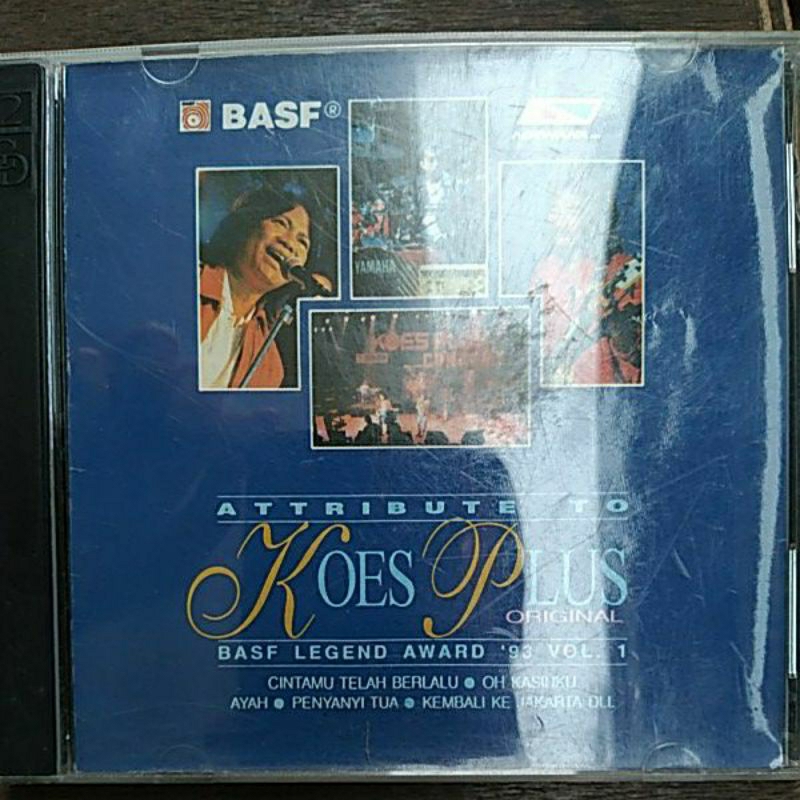 BASF®
YAMAHA
KOES
ATTRIBUTE TO
KOES PLUS
ORIGINAL
BASF LEGEND AWARD '93 VOL. 1
CINTAMU TELAH BERLALU ● OH KASIHKU
AYAH ● PENYANYI TUA ● KEMBALI KE JAKARTA DLL